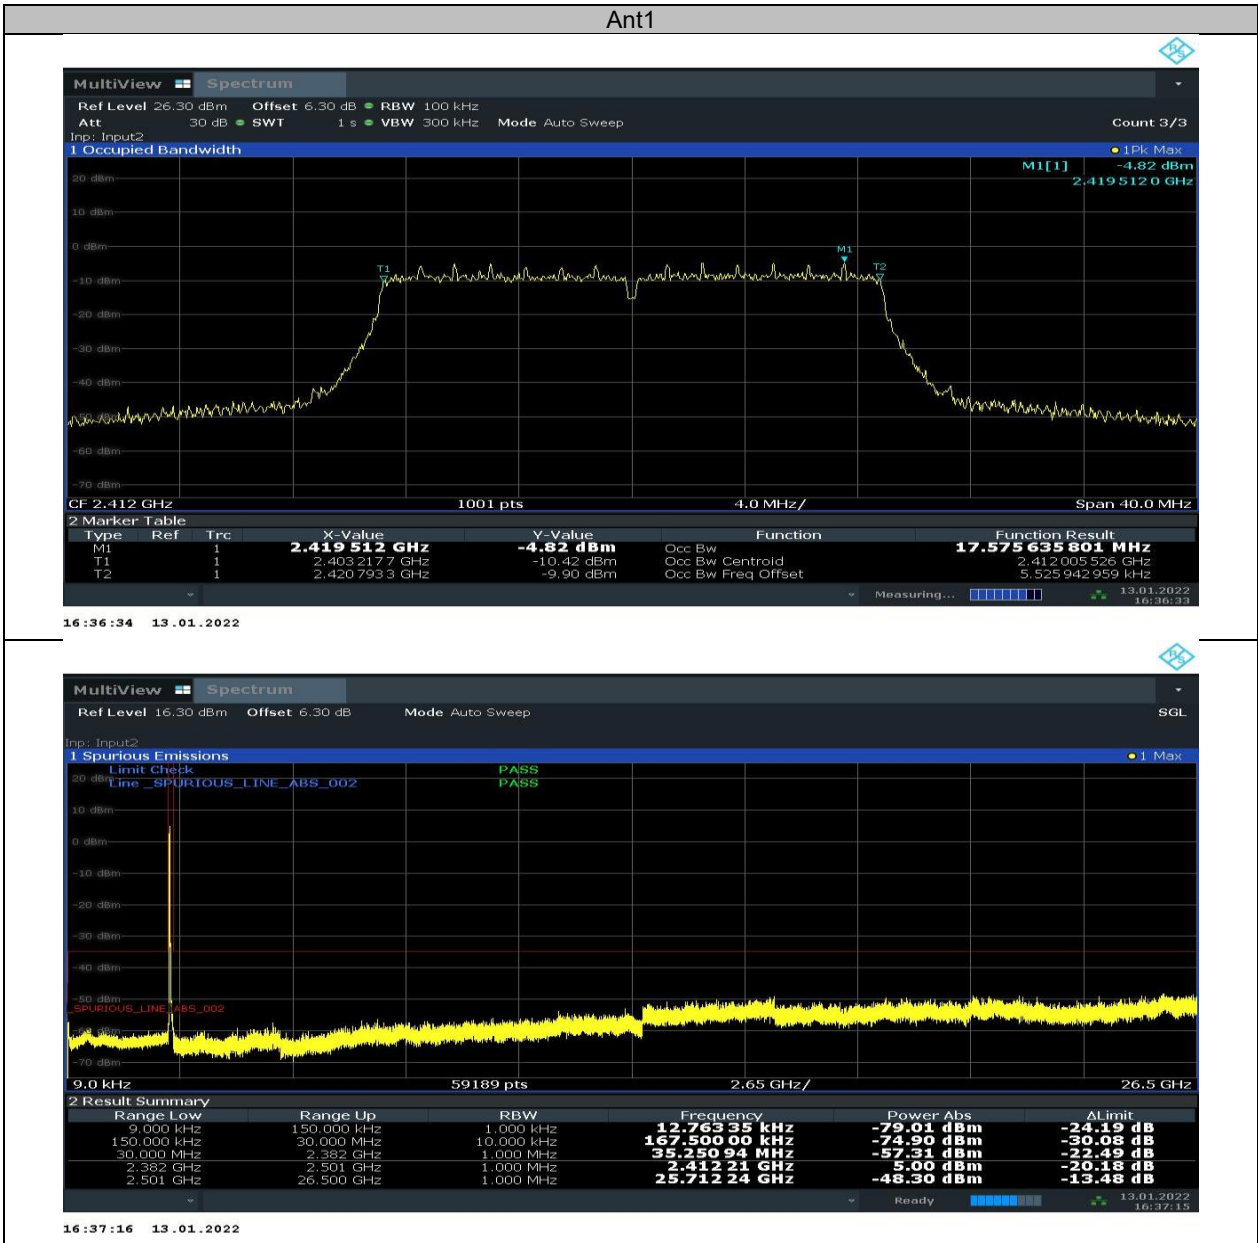 Ant1
MultiView Spectrum
Ref Level 26.30 dBm Offset 6.30 dB RBW 100 kHz
Att 30 dB SWT 1 s VBW 300 kHz Mode Auto Sweep Count 3/3
Inp: Input2
1 Occupied Bandwidth 1Pk Max
M1[1] -4.82 dBm
20 dBm 2.419 512 0 GHz
10 dBm
0 dBm
M1
T1 T2
-10 dBm
-20 dBm
-30 dBm
-40 dBm
-50 dBm
-60 dBm
-70 dBm
CF 2.412 GHz 1001 pts 4.0 MHz/ Span 40.0 MHz
2 Marker Table
Type Ref Trc X-Value Y-Value Function Function Result
M1 1 2.419 512 GHz -4.82 dBm Occ Bw 17.575 635 801 MHz
T1 1 2.403 217 7 GHz -10.42 dBm Occ Bw Centroid 2.412 005 526 GHz
T2 1 2.420 793 3 GHz -9.90 dBm Occ Bw Freq Offset 5.525 942 959 kHz
Measuring... 13.01.2022
16:36:33
16:36:34 13.01.2022
MultiView Spectrum
Ref Level 16.30 dBm Offset 6.30 dB Mode Auto Sweep SGL
Inp: Input2
1 Spurious Emissions 1 Max
Limit Check PASS
20 dBm
Line _SPURIOUS_LINE_ABS_002 PASS
10 dBm
0 dBm
-10 dBm
-20 dBm
-30 dBm
-40 dBm
-50 dBm
_SPURIOUS_LINE_ABS_002
-70 dBm
9.0 kHz 59189 pts 2.65 GHz/ 26.5 GHz
2 Result Summary
Range Low Range Up RBW Frequency Power Abs ΔLimit
9.000 kHz 150.000 kHz 1.000 kHz 12.763 35 kHz -79.01 dBm -24.19 dB
150.000 kHz 30.000 MHz 10.000 kHz 167.500 00 kHz -74.90 dBm -30.08 dB
30.000 MHz 2.382 GHz 1.000 MHz 35.250 94 MHz -57.31 dBm -22.49 dB
2.382 GHz 2.501 GHz 1.000 MHz 2.412 21 GHz 5.00 dBm -20.18 dB
2.501 GHz 26.500 GHz 1.000 MHz 25.712 24 GHz -48.30 dBm -13.48 dB
Ready 13.01.2022
16:37:15
16:37:16 13.01.2022